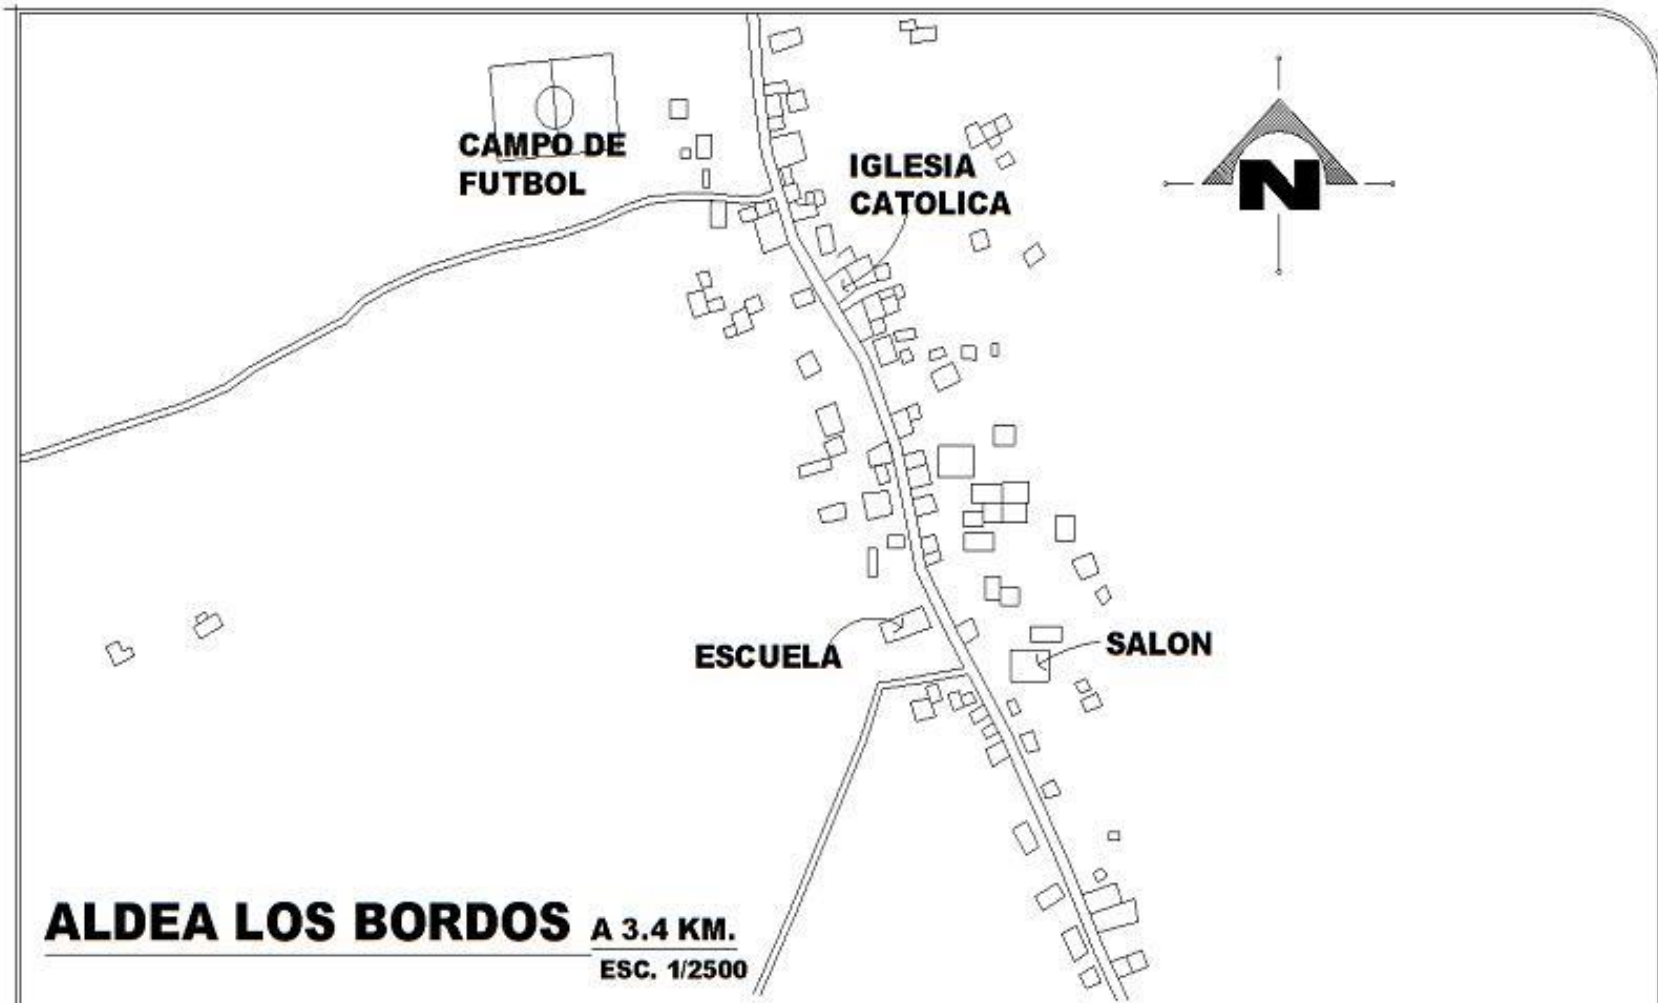 CAMPO DE
FUTBOL
IGLESIA
CATOLICA
N
ESCUELA
SALON
ALDEA LOS BORDOS A 3.4 KM.
ESC. 1/2500